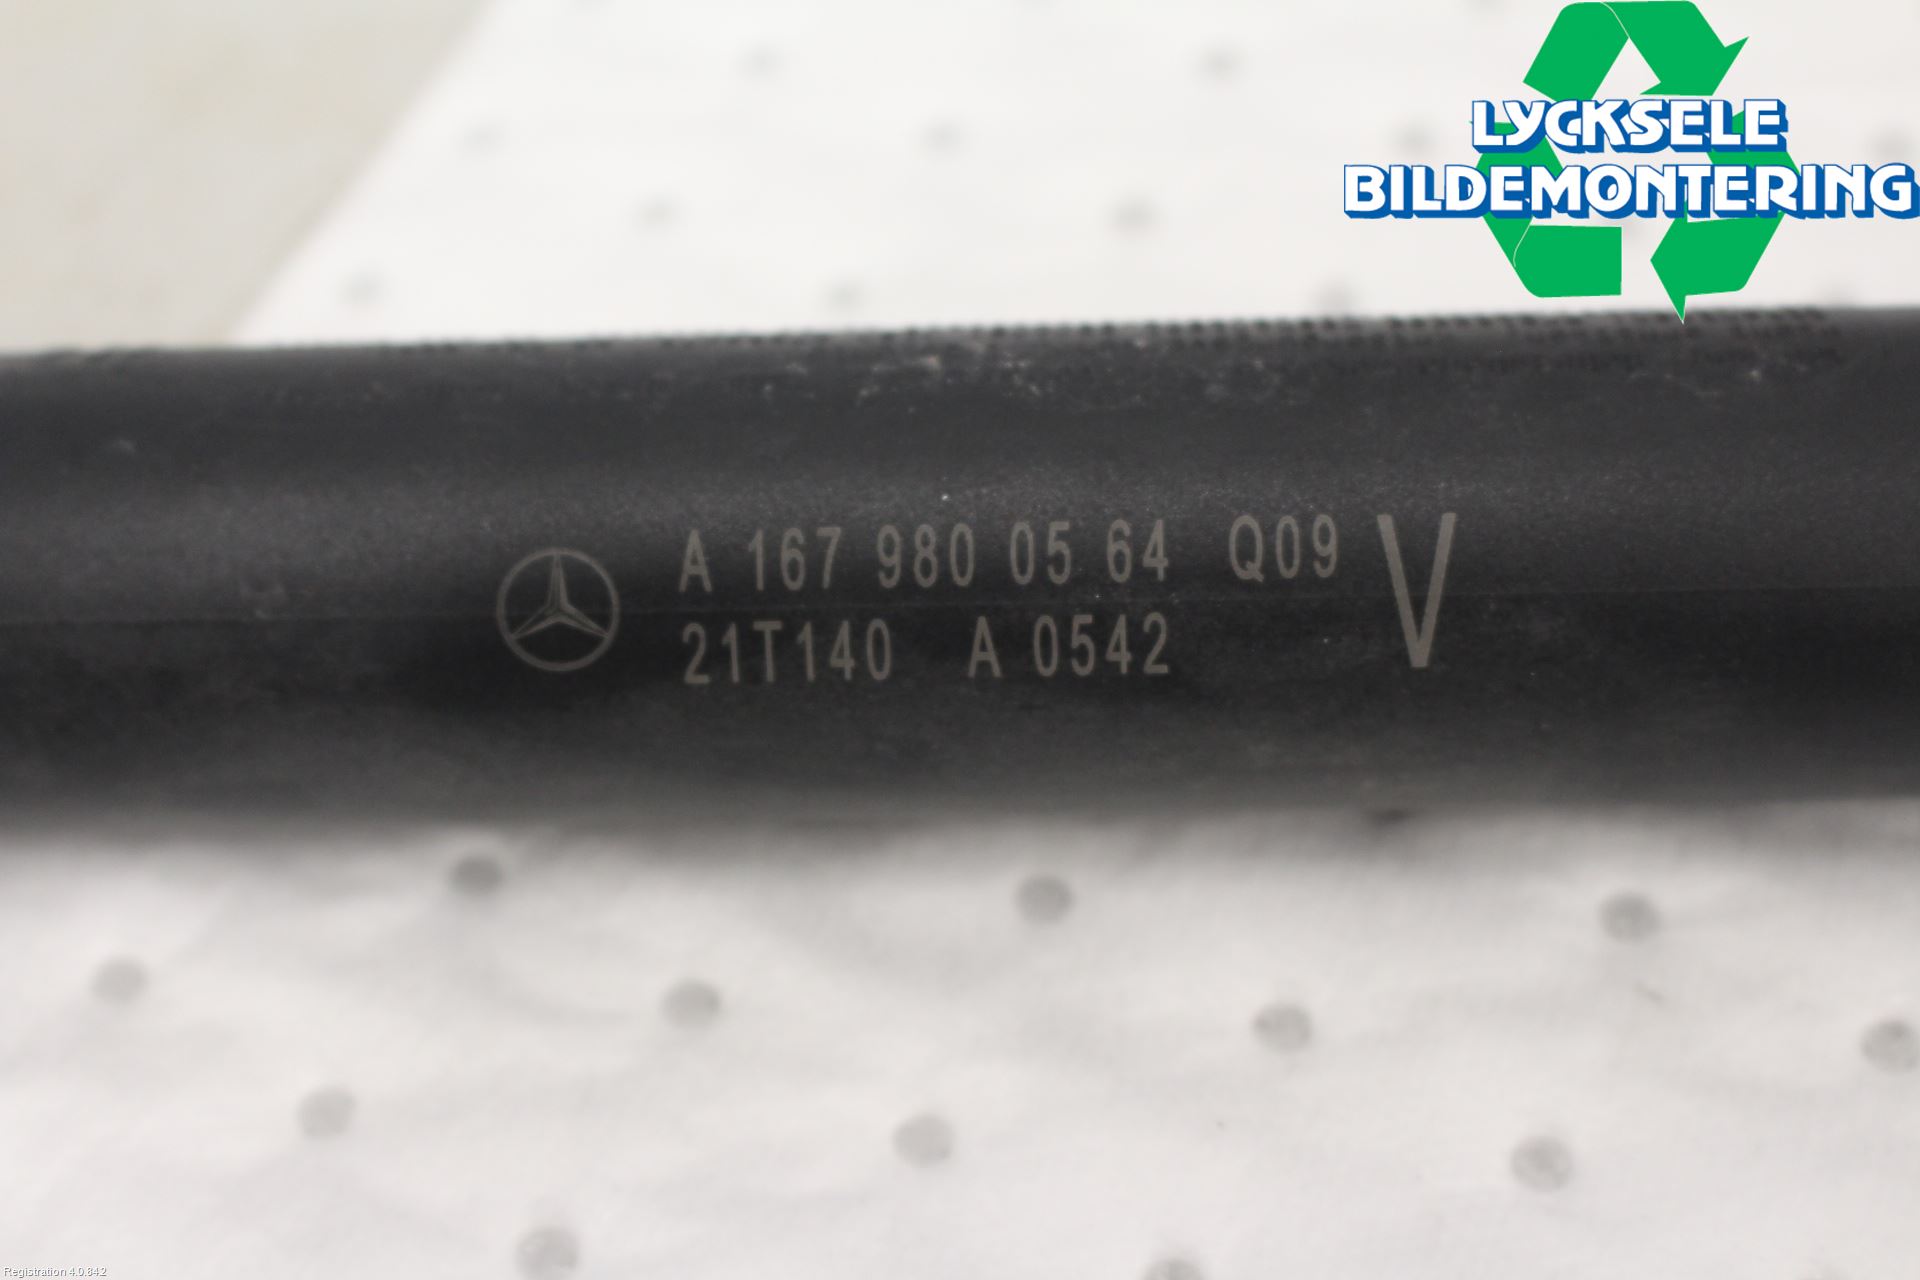 LYCKSELE
BILDEMONTERING
A 167 980 05 64 Q09 V
21T140 A 0542
Registration 4.0.842